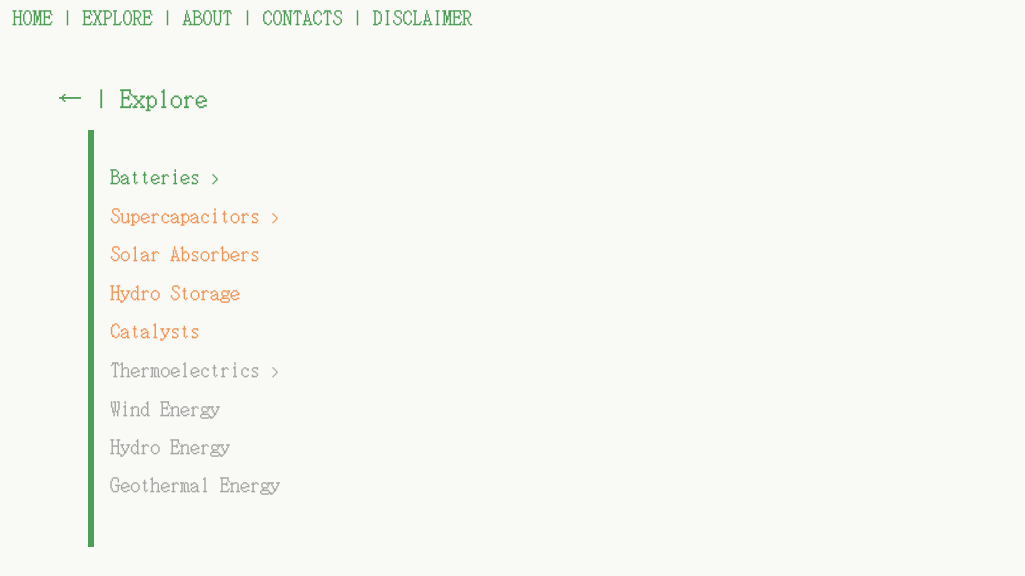 HOME | EXPLORE | ABOUT | CONTACTS | DISCLAIMER
← | Explore
Batteries >
Supercapacitors >
Solar Absorbers
Hydro Storage
Catalysts
Thermoelectrics >
Wind Energy
Hydro Energy
Geothermal Energy